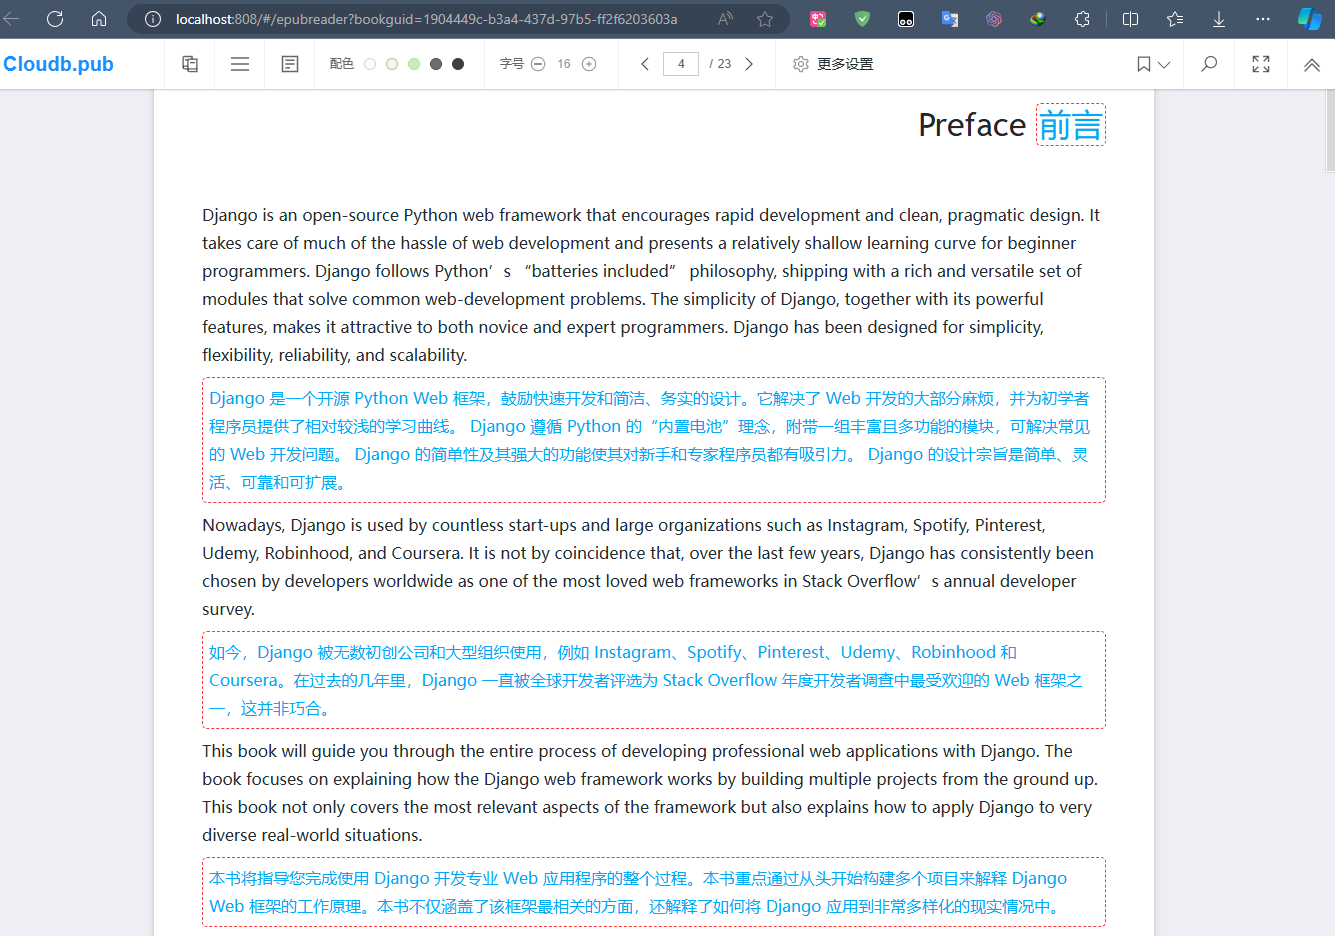 localhost:808/#/epubreader?bookguid=1904449c-b3a4-437d-97b5-ff2f6203603a
Cloudb.pub 配色 字号 16 4 / 23 更多设置
Preface 前言
Django is an open-source Python web framework that encourages rapid development and clean, pragmatic design. It
takes care of much of the hassle of web development and presents a relatively shallow learning curve for beginner
programmers. Django follows Python’s “batteries included” philosophy, shipping with a rich and versatile set of
modules that solve common web-development problems. The simplicity of Django, together with its powerful
features, makes it attractive to both novice and expert programmers. Django has been designed for simplicity,
flexibility, reliability, and scalability.
Django 是一个开源 Python Web 框架，鼓励快速开发和简洁、务实的设计。它解决了 Web 开发的大部分麻烦，并为初学者
程序员提供了相对较浅的学习曲线。 Django 遵循 Python 的“内置电池”理念，附带一组丰富且多功能的模块，可解决常见
的 Web 开发问题。 Django 的简单性及其强大的功能使其对新手和专家程序员都有吸引力。 Django 的设计宗旨是简单、灵
活、可靠和可扩展。
Nowadays, Django is used by countless start-ups and large organizations such as Instagram, Spotify, Pinterest,
Udemy, Robinhood, and Coursera. It is not by coincidence that, over the last few years, Django has consistently been
chosen by developers worldwide as one of the most loved web frameworks in Stack Overflow’s annual developer
survey.
如今，Django 被无数初创公司和大型组织使用，例如 Instagram、Spotify、Pinterest、Udemy、Robinhood 和
Coursera。在过去的几年里，Django 一直被全球开发者评选为 Stack Overflow 年度开发者调查中最受欢迎的 Web 框架之
一，这并非巧合。
This book will guide you through the entire process of developing professional web applications with Django. The
book focuses on explaining how the Django web framework works by building multiple projects from the ground up.
This book not only covers the most relevant aspects of the framework but also explains how to apply Django to very
diverse real-world situations.
本书将指导您完成使用 Django 开发专业 Web 应用程序的整个过程。本书重点通过从头开始构建多个项目来解释 Django
Web 框架的工作原理。本书不仅涵盖了该框架最相关的方面，还解释了如何将 Django 应用到非常多样化的现实情况中。